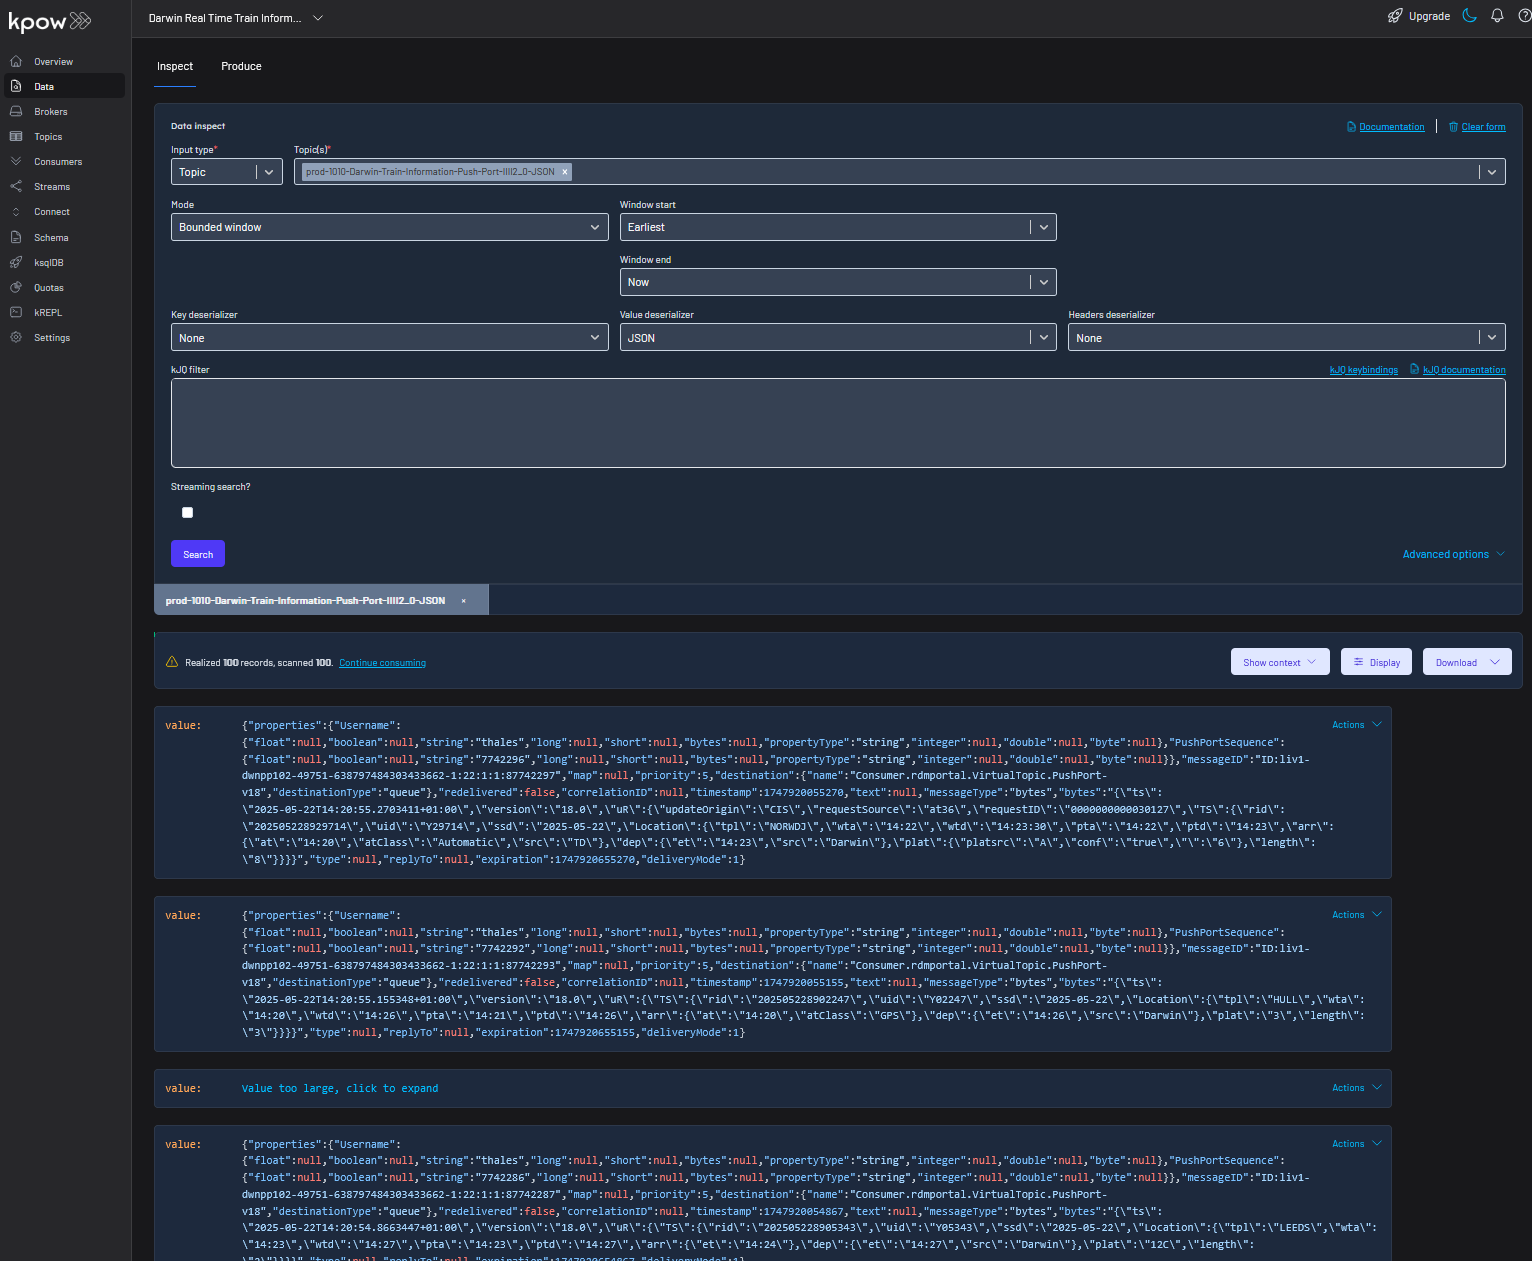 kpow
Darwin Real Time Train Inform...
Upgrade
Overview
Data
Brokers
Topics
Consumers
Streams
Connect
Schema
ksqlDB
Quotas
kREPL
Settings
Inspect Produce
Data inspect
Documentation Clear form
Input type* Topic(s)*
Topic prod-1010-Darwin-Train-Information-Push-Port-IIII2_0-JSON ×
Mode Window start
Bounded window Earliest
Window end
Now
Key deserializer Value deserializer Headers deserializer
None JSON None
kJQ filter kJQ keybindings kJQ documentation
Streaming search?
Search Advanced options
prod-1010-Darwin-Train-Information-Push-Port-IIII2_0-JSON ×
Realized 100 records, scanned 100. Continue consuming Show context Display Download
value: {"properties":{"Username": Actions
{"float":null,"boolean":null,"string":"thales","long":null,"short":null,"bytes":null,"propertyType":"string","integer":null,"double":null,"byte":null},"PushPortSequence":
{"float":null,"boolean":null,"string":"7742296","long":null,"short":null,"bytes":null,"propertyType":"string","integer":null,"double":null,"byte":null}},"messageID":"ID:liv1-
dwnpp102-49751-638797484303433662-1:22:1:1:87742297","map":null,"priority":5,"destination":{"name":"Consumer.rdmportal.VirtualTopic.PushPort-
v18","destinationType":"queue"},"redelivered":false,"correlationID":null,"timestamp":1747920055270,"text":null,"messageType":"bytes","bytes":"{\"ts\":
\"2025-05-22T14:20:55.2703411+01:00\",\"version\":\"18.0\",\"uR\":{\"updateOrigin\":\"CIS\",\"requestSource\":\"at36\",\"requestID\":\"0000000000030127\",\"TS\":{\"rid\":
\"202505228929714\",\"uid\":\"Y29714\",\"ssd\":\"2025-05-22\",\"Location\":{\"tpl\":\"NORWDJ\",\"wta\":\"14:22\",\"wtd\":\"14:23:30\",\"pta\":\"14:22\",\"ptd\":\"14:23\",\"arr\":
{\"at\":\"14:20\",\"atClass\":\"Automatic\",\"src\":\"TD\"},\"dep\":{\"et\":\"14:23\",\"src\":\"Darwin\"},\"plat\":{\"platsrc\":\"A\",\"conf\":\"true\",\"\":\"6\"},\"length\":
\"8\"}}}}","type":null,"replyTo":null,"expiration":1747920655270,"deliveryMode":1}
value: {"properties":{"Username": Actions
{"float":null,"boolean":null,"string":"thales","long":null,"short":null,"bytes":null,"propertyType":"string","integer":null,"double":null,"byte":null},"PushPortSequence":
{"float":null,"boolean":null,"string":"7742292","long":null,"short":null,"bytes":null,"propertyType":"string","integer":null,"double":null,"byte":null}},"messageID":"ID:liv1-
dwnpp102-49751-638797484303433662-1:22:1:1:87742293","map":null,"priority":5,"destination":{"name":"Consumer.rdmportal.VirtualTopic.PushPort-
v18","destinationType":"queue"},"redelivered":false,"correlationID":null,"timestamp":1747920055155,"text":null,"messageType":"bytes","bytes":"{\"ts\":
\"2025-05-22T14:20:55.155348+01:00\",\"version\":\"18.0\",\"uR\":{\"TS\":{\"rid\":\"202505228902247\",\"uid\":\"Y02247\",\"ssd\":\"2025-05-22\",\"Location\":{\"tpl\":\"HULL\",\"wta\":
\"14:20\",\"wtd\":\"14:26\",\"pta\":\"14:21\",\"ptd\":\"14:26\",\"arr\":{\"at\":\"14:20\",\"atClass\":\"GPS\"},\"dep\":{\"et\":\"14:26\",\"src\":\"Darwin\"},\"plat\":\"3\",\"length\":
\"3\"}}}}","type":null,"replyTo":null,"expiration":1747920655155,"deliveryMode":1}
value: Value too large, click to expand Actions
value: {"properties":{"Username": Actions
{"float":null,"boolean":null,"string":"thales","long":null,"short":null,"bytes":null,"propertyType":"string","integer":null,"double":null,"byte":null},"PushPortSequence":
{"float":null,"boolean":null,"string":"7742286","long":null,"short":null,"bytes":null,"propertyType":"string","integer":null,"double":null,"byte":null}},"messageID":"ID:liv1-
dwnpp102-49751-638797484303433662-1:22:1:1:87742287","map":null,"priority":5,"destination":{"name":"Consumer.rdmportal.VirtualTopic.PushPort-
v18","destinationType":"queue"},"redelivered":false,"correlationID":null,"timestamp":1747920054867,"text":null,"messageType":"bytes","bytes":"{\"ts\":
\"2025-05-22T14:20:54.8663447+01:00\",\"version\":\"18.0\",\"uR\":{\"TS\":{\"rid\":\"202505228905343\",\"uid\":\"Y05343\",\"ssd\":\"2025-05-22\",\"Location\":{\"tpl\":\"LEEDS\",\"wta\":
\"14:23\",\"wtd\":\"14:27\",\"pta\":\"14:23\",\"ptd\":\"14:27\",\"arr\":{\"et\":\"14:24\"},\"dep\":{\"et\":\"14:27\",\"src\":\"Darwin\"},\"plat\":\"12C\",\"length\":